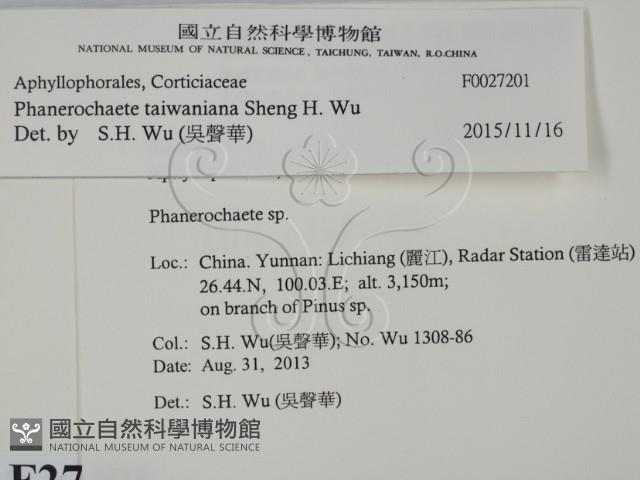 國立自然科學博物館
NATIONAL MUSEUM OF NATURAL SCIENCE, TAICHUNG, TAIWAN, R.O.CHINA
Aphyllophorales, Corticiaceae F0027201
Phanerochaete taiwaniana Sheng H. Wu
Det. by S.H. Wu (吳聲華) 2015/11/16
Phanerochaete sp.
Loc.: China. Yunnan: Lichiang (麗江), Radar Station (雷達站)
26.44.N, 100.03.E; alt. 3,150m;
on branch of Pinus sp.
Col.: S.H. Wu(吳聲華); No. Wu 1308-86
Date: Aug. 31, 2013
Det.: S.H. Wu (吳聲華)
國立自然科學博物館
NATIONAL MUSEUM OF NATURAL SCIENCE
F27